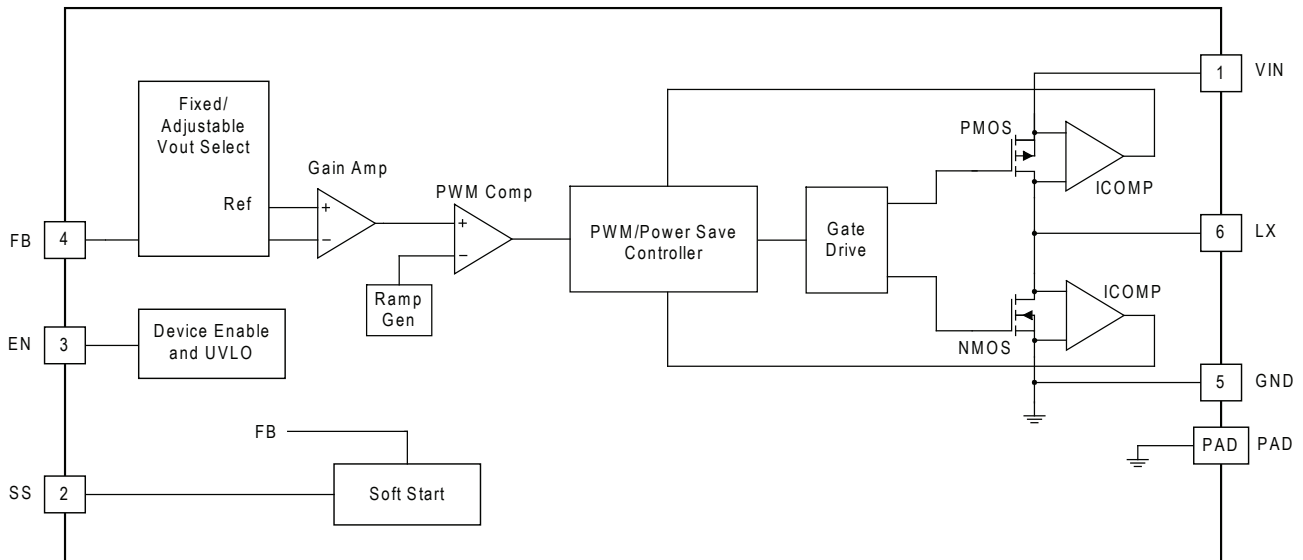 1
VIN
Fixed/
Adjustable
Vout Select
PMOS
Gain Amp
PWM Comp
ICOMP
Ref
+
+
FB
4
−
−
PWM/Power Save
Controller
Gate
Drive
6
LX
Ramp
Gen
ICOMP
EN
3
Device Enable
and UVLO
NMOS
5
GND
FB
PAD
PAD
SS
2
Soft Start